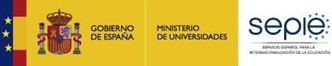 GOBIERNO
DE ESPAÑA
MINISTERIO
DE UNIVERSIDADES
sepie
SERVICIO ESPAÑOL PARA LA
INTERNACIONALIZACIÓN DE LA EDUCACIÓN